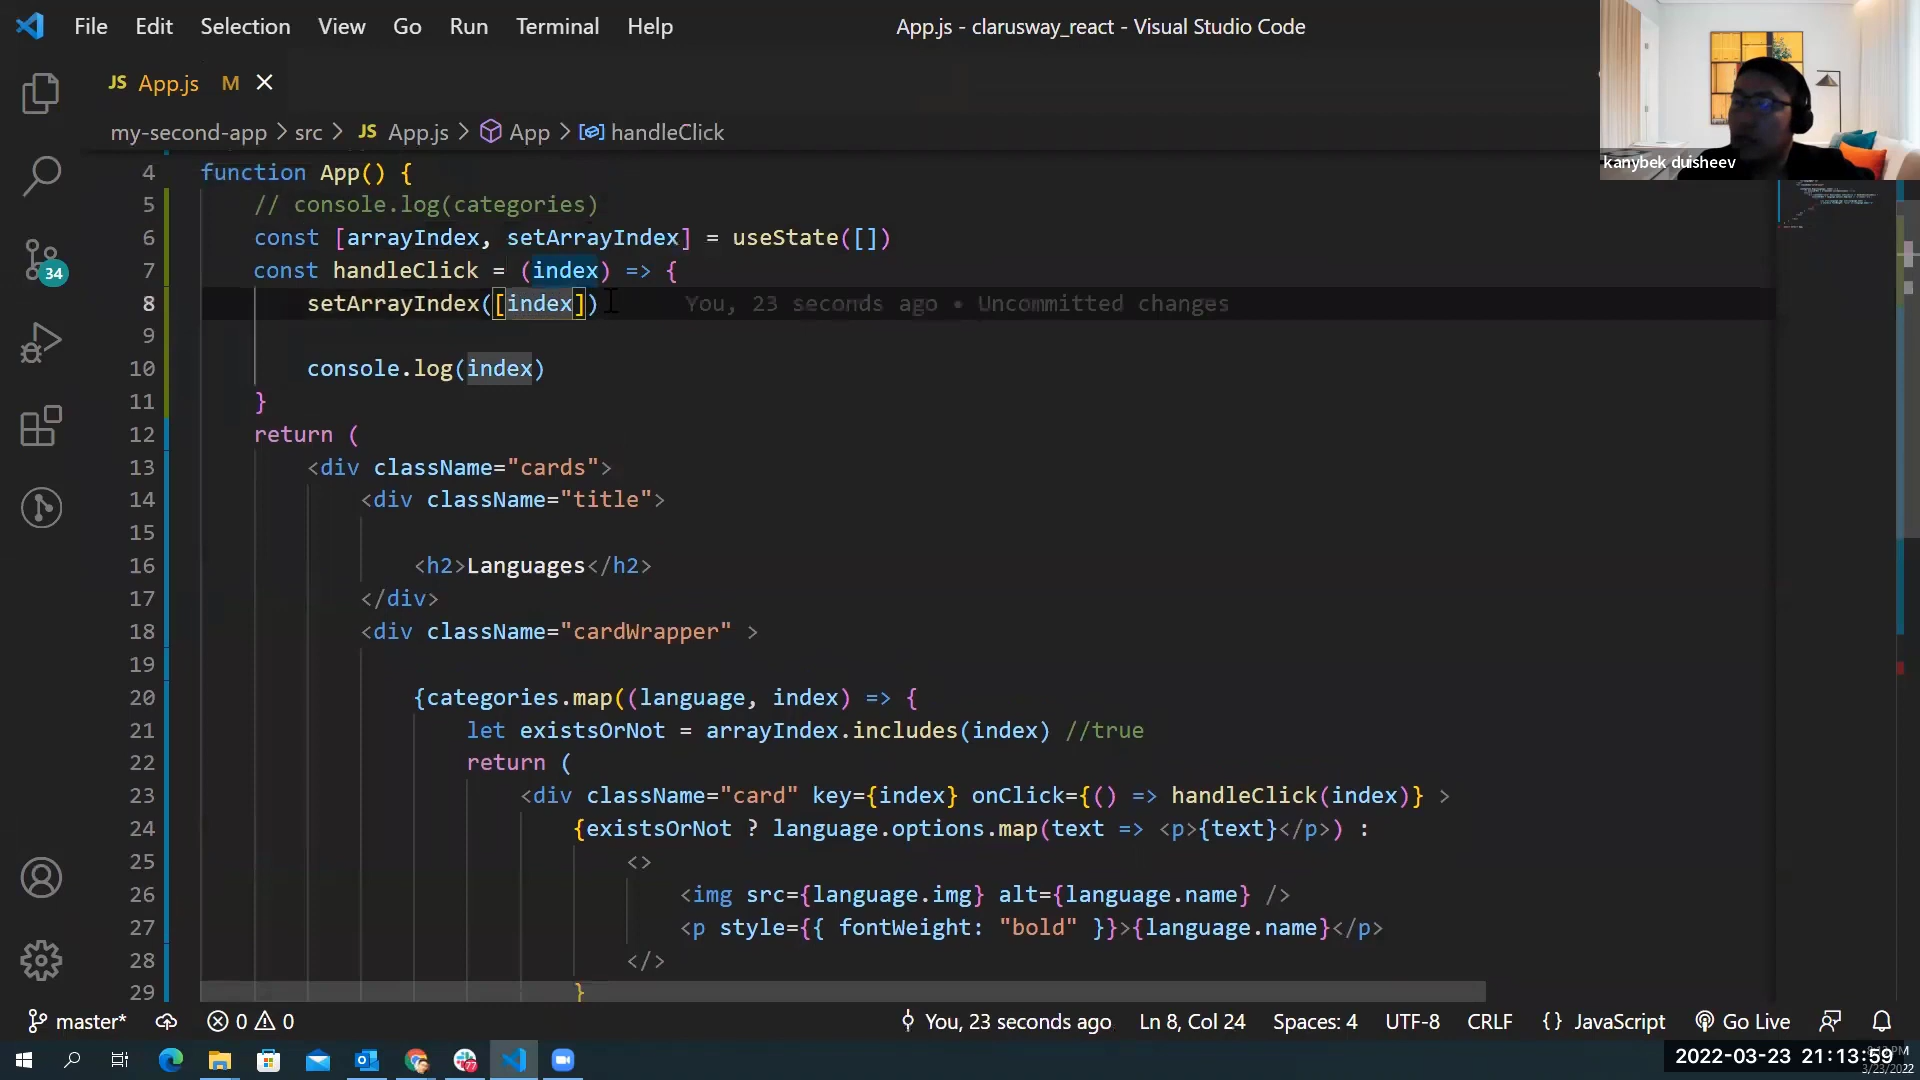 File Edit Selection View Go Run Terminal Help
App.js - clarusway_react - Visual Studio Code
JS App.js M
kanybek duisheev
my-second-app > src > JS App.js > App > handleClick
4 function App() {
5 // console.log(categories)
6 const [arrayIndex, setArrayIndex] = useState([])
7 const handleClick = (index) => {
8 setArrayIndex([index]) You, 23 seconds ago • Uncommitted changes
9
10 console.log(index)
11 }
12 return (
13 <div className="cards">
14 <div className="title">
15
16 <h2>Languages</h2>
17 </div>
18 <div className="cardWrapper" >
19
20 {categories.map((language, index) => {
21 let existsOrNot = arrayIndex.includes(index) //true
22 return (
23 <div className="card" key={index} onClick={() => handleClick(index)} >
24 {existsOrNot ? language.options.map(text => <p>{text}</p>) :
25 <>
26 <img src={language.img} alt={language.name} />
27 <p style={{ fontWeight: "bold" }}>{language.name}</p>
28 </>
29 }
34
master* 0 0 You, 23 seconds ago Ln 8, Col 24 Spaces: 4 UTF-8 CRLF {} JavaScript Go Live
77
2022-03-23 21:13:59
3/23/2022